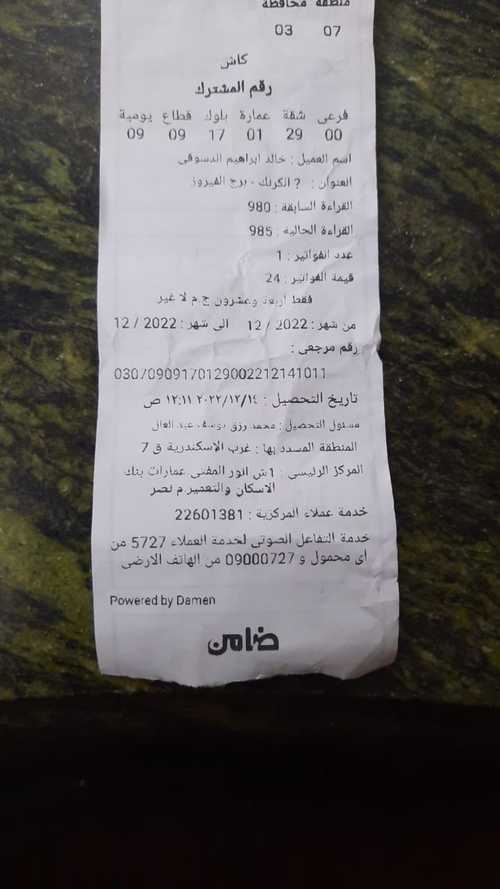 منطقة محافظة
07 03
كاش
رقم المشترك
فرعى شقة عمارة بلوك قطاع يومية
00 29 01 17 09 09
اسم العميل : خالد ابراهيم الدسوقى
العنوان : ? الكرنك - برج الفيروز
القراءة السابقة : 980
القراءة الحالية : 985
عدد الفواتير : 1
قيمة الفواتير : 24
فقط اربعة وعشرون ج.م لا غير
من شهر : 2022 / 12 الى شهر : 2022 / 12
رقم مرجعى :
03070909170129002212141011
تاريخ التحصيل : ٢٠٢٢/١٢/١٤ ١٢:١١ ص
مسئول التحصيل : محمد رزق يوسف عبد العال
المنطقة المسدد بها : غرب الاسكندرية ق 7
المركز الرئيسي : 1ش انور المفتى عمارات بنك
الاسكان والتعمير.م نصر
خدمة عملاء المركزية : 22601381
خدمة التفاعل الصوتى لخدمة العملاء 5727 من
اى محمول و 09000727 من الهاتف الارضى
Powered by Damen
ضامن